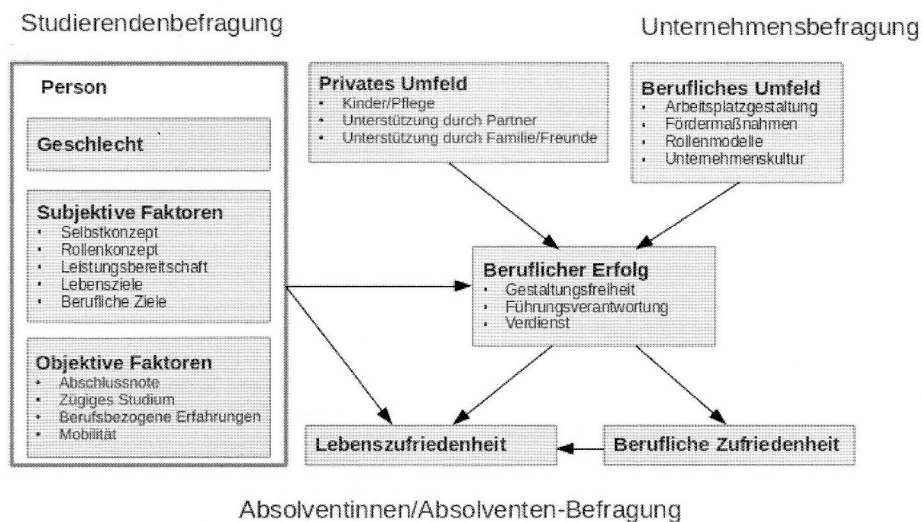 Studierendenbefragung
Unternehmensbefragung
Person
Geschlecht
Subjektive Faktoren
• Selbstkonzept
• Rollenkonzept
• Leistungsbereitschaft
• Lebensziele
• Berufliche Ziele
Objektive Faktoren
• Abschlussnote
• Zügiges Studium
• Berufsbezogene Erfahrungen
• Mobilität
Privates Umfeld
• Kinder/Pflege
• Unterstützung durch Partner
• Unterstützung durch Familie/Freunde
Berufliches Umfeld
• Arbeitsplatzgestaltung
• Fördermaßnahmen
• Rollenmodelle
• Unternehmenskultur
Beruflicher Erfolg
• Gestaltungsfreiheit
• Führungsverantwortung
• Verdienst
Lebenszufriedenheit
Berufliche Zufriedenheit
Absolventinnen/Absolventen-Befragung